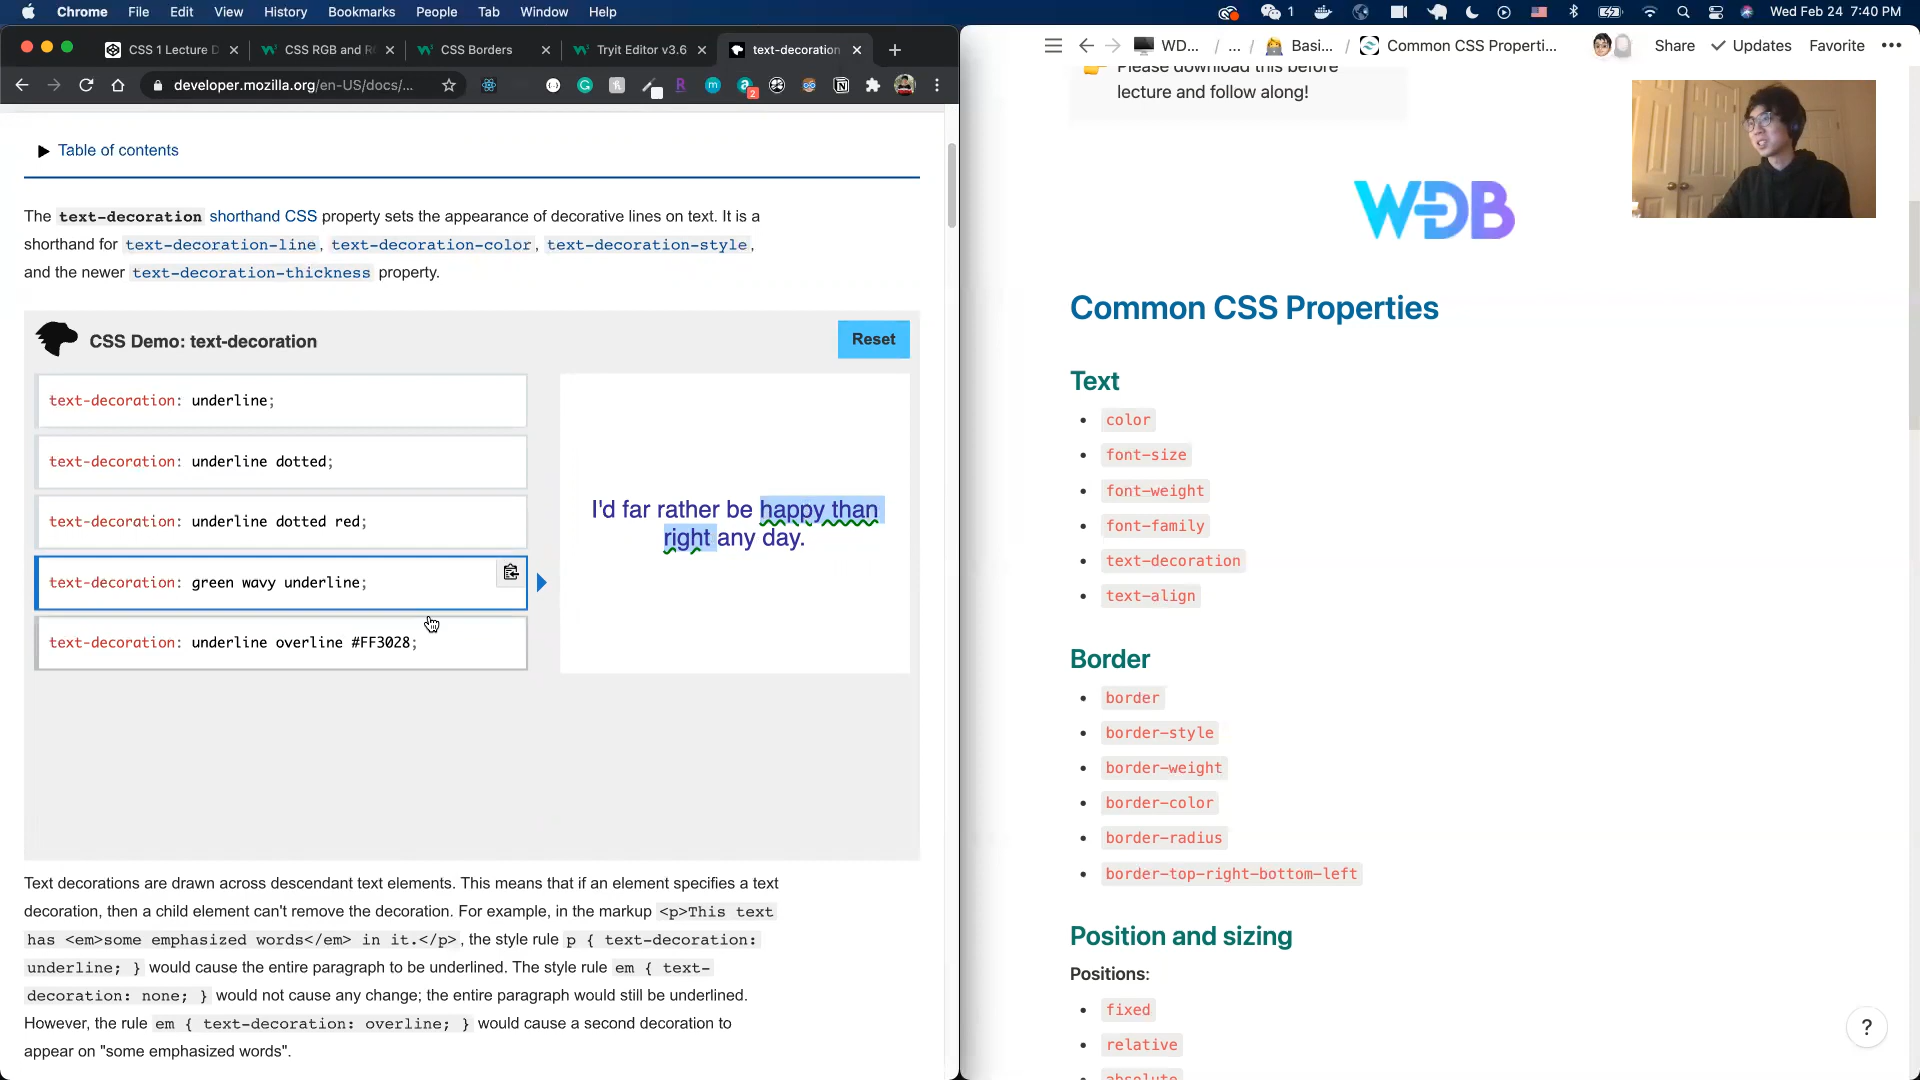 Chrome File Edit View History Bookmarks People Tab Window Help 1 Wed Feb 24 7:40 PM
CSS 1 Lecture D CSS RGB and R CSS Borders Tryit Editor v3.6 text-decoration
developer.mozilla.org/en-US/docs/... 2
Table of contents
The text-decoration shorthand CSS property sets the appearance of decorative lines on text. It is a
shorthand for text-decoration-line, text-decoration-color, text-decoration-style,
and the newer text-decoration-thickness property.
CSS Demo: text-decoration
Reset
text-decoration: underline;
text-decoration: underline dotted;
text-decoration: underline dotted red;
text-decoration: green wavy underline;
text-decoration: underline overline #FF3028;
I'd far rather be happy than
right any day.
Text decorations are drawn across descendant text elements. This means that if an element specifies a text
decoration, then a child element can't remove the decoration. For example, in the markup <p>This text
has <em>some emphasized words</em> in it.</p>, the style rule p { text-decoration:
underline; } would cause the entire paragraph to be underlined. The style rule em { text-
decoration: none; } would not cause any change; the entire paragraph would still be underlined.
However, the rule em { text-decoration: overline; } would cause a second decoration to
appear on "some emphasized words".
WD... / ... / Basi... / Common CSS Properti... Share Updates Favorite
Please download this before
lecture and follow along!
WDB
Common CSS Properties
Text
color
font-size
font-weight
font-family
text-decoration
text-align
Border
border
border-style
border-weight
border-color
border-radius
border-top-right-bottom-left
Position and sizing
Positions:
fixed
relative
absolute
?